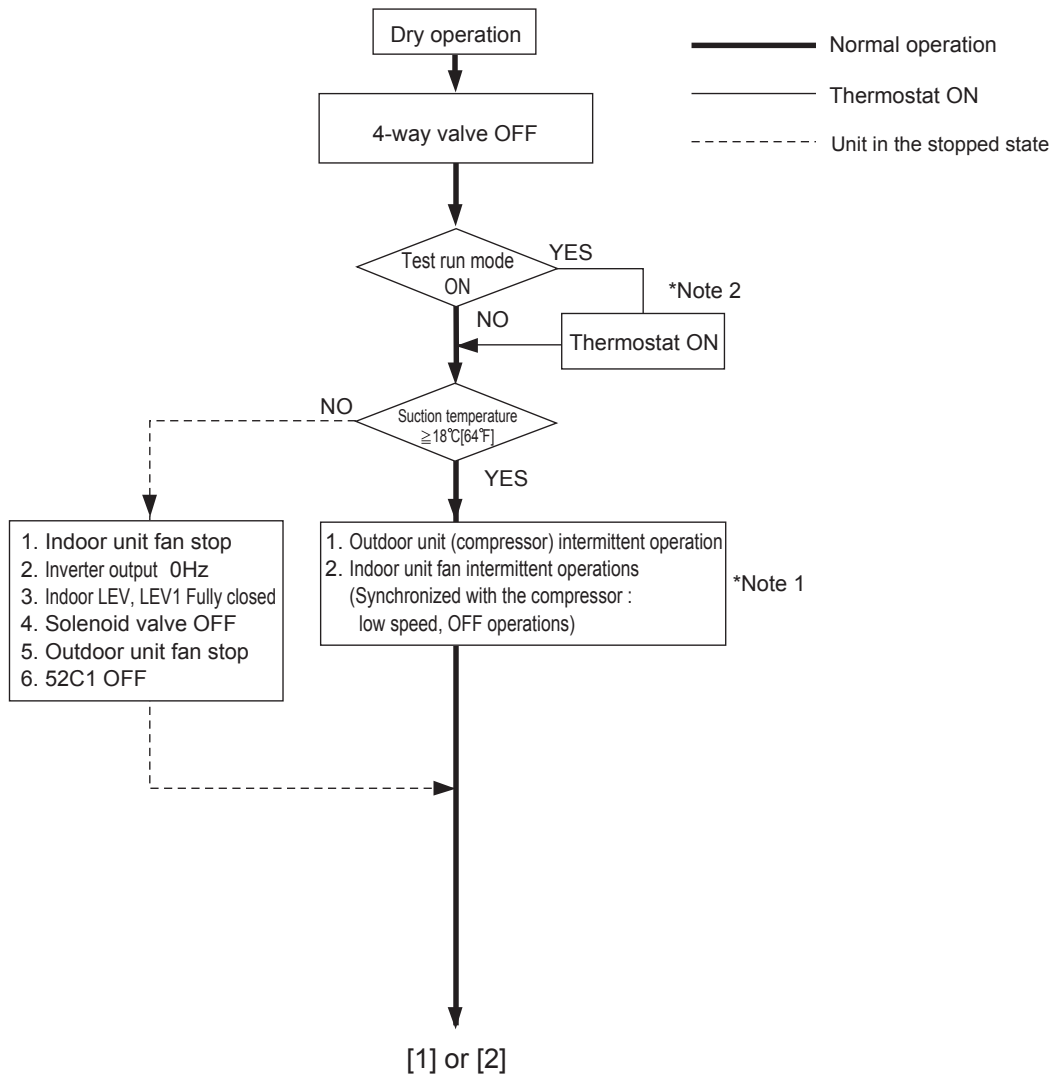 Dry operation
Normal operation
Thermostat ON
Unit in the stopped state
4-way valve OFF
Test run mode
ON
YES
*Note 2
NO
Thermostat ON
NO
Suction temperature
≧18℃[64℉]
YES
1. Indoor unit fan stop
2. Inverter output 0Hz
3. Indoor LEV, LEV1 Fully closed
4. Solenoid valve OFF
5. Outdoor unit fan stop
6. 52C1 OFF
1. Outdoor unit (compressor) intermittent operation
2. Indoor unit fan intermittent operations
(Synchronized with the compressor :
low speed, OFF operations)
*Note 1
[1] or [2]